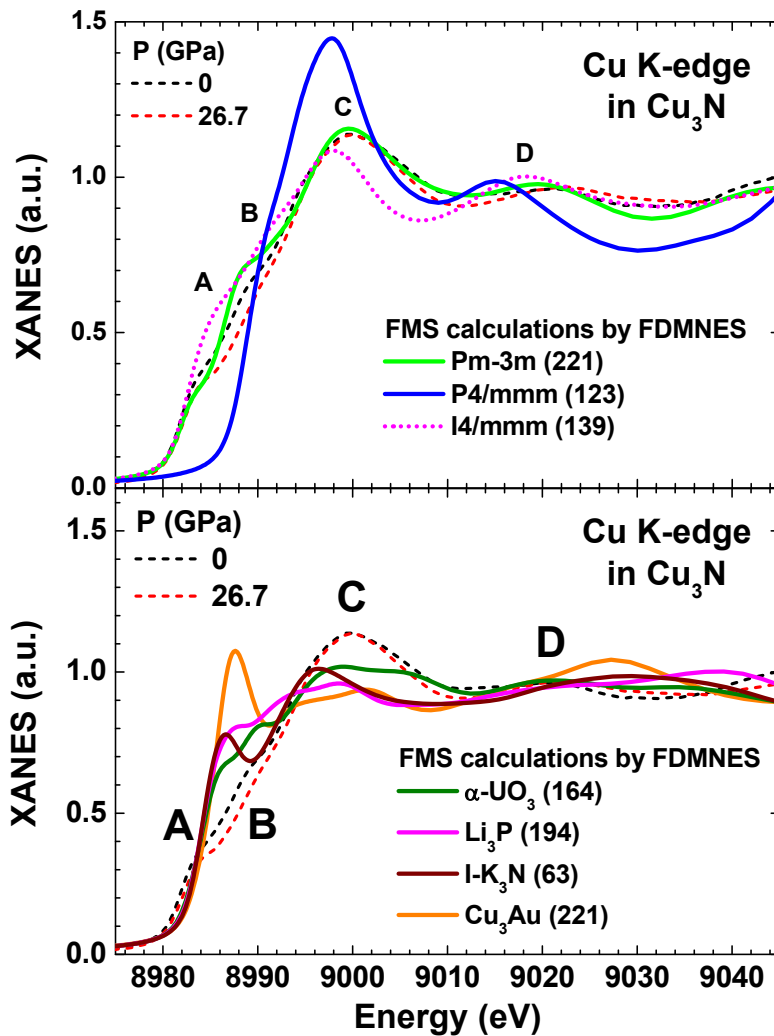 1.5
1.0
0.5
0.0
XANES (a.u.)
P (GPa)
0
26.7
Cu K-edge
in Cu₃N
A
B
C
D
FMS calculations by FDMNES
Pm-3m (221)
P4/mmm (123)
I4/mmm (139)
1.5
1.0
0.5
0.0
XANES (a.u.)
P (GPa)
0
26.7
Cu K-edge
in Cu₃N
A
B
C
D
FMS calculations by FDMNES
α-UO₃ (164)
Li₃P (194)
I-K₃N (63)
Cu₃Au (221)
8980 8990 9000 9010 9020 9030 9040
Energy (eV)